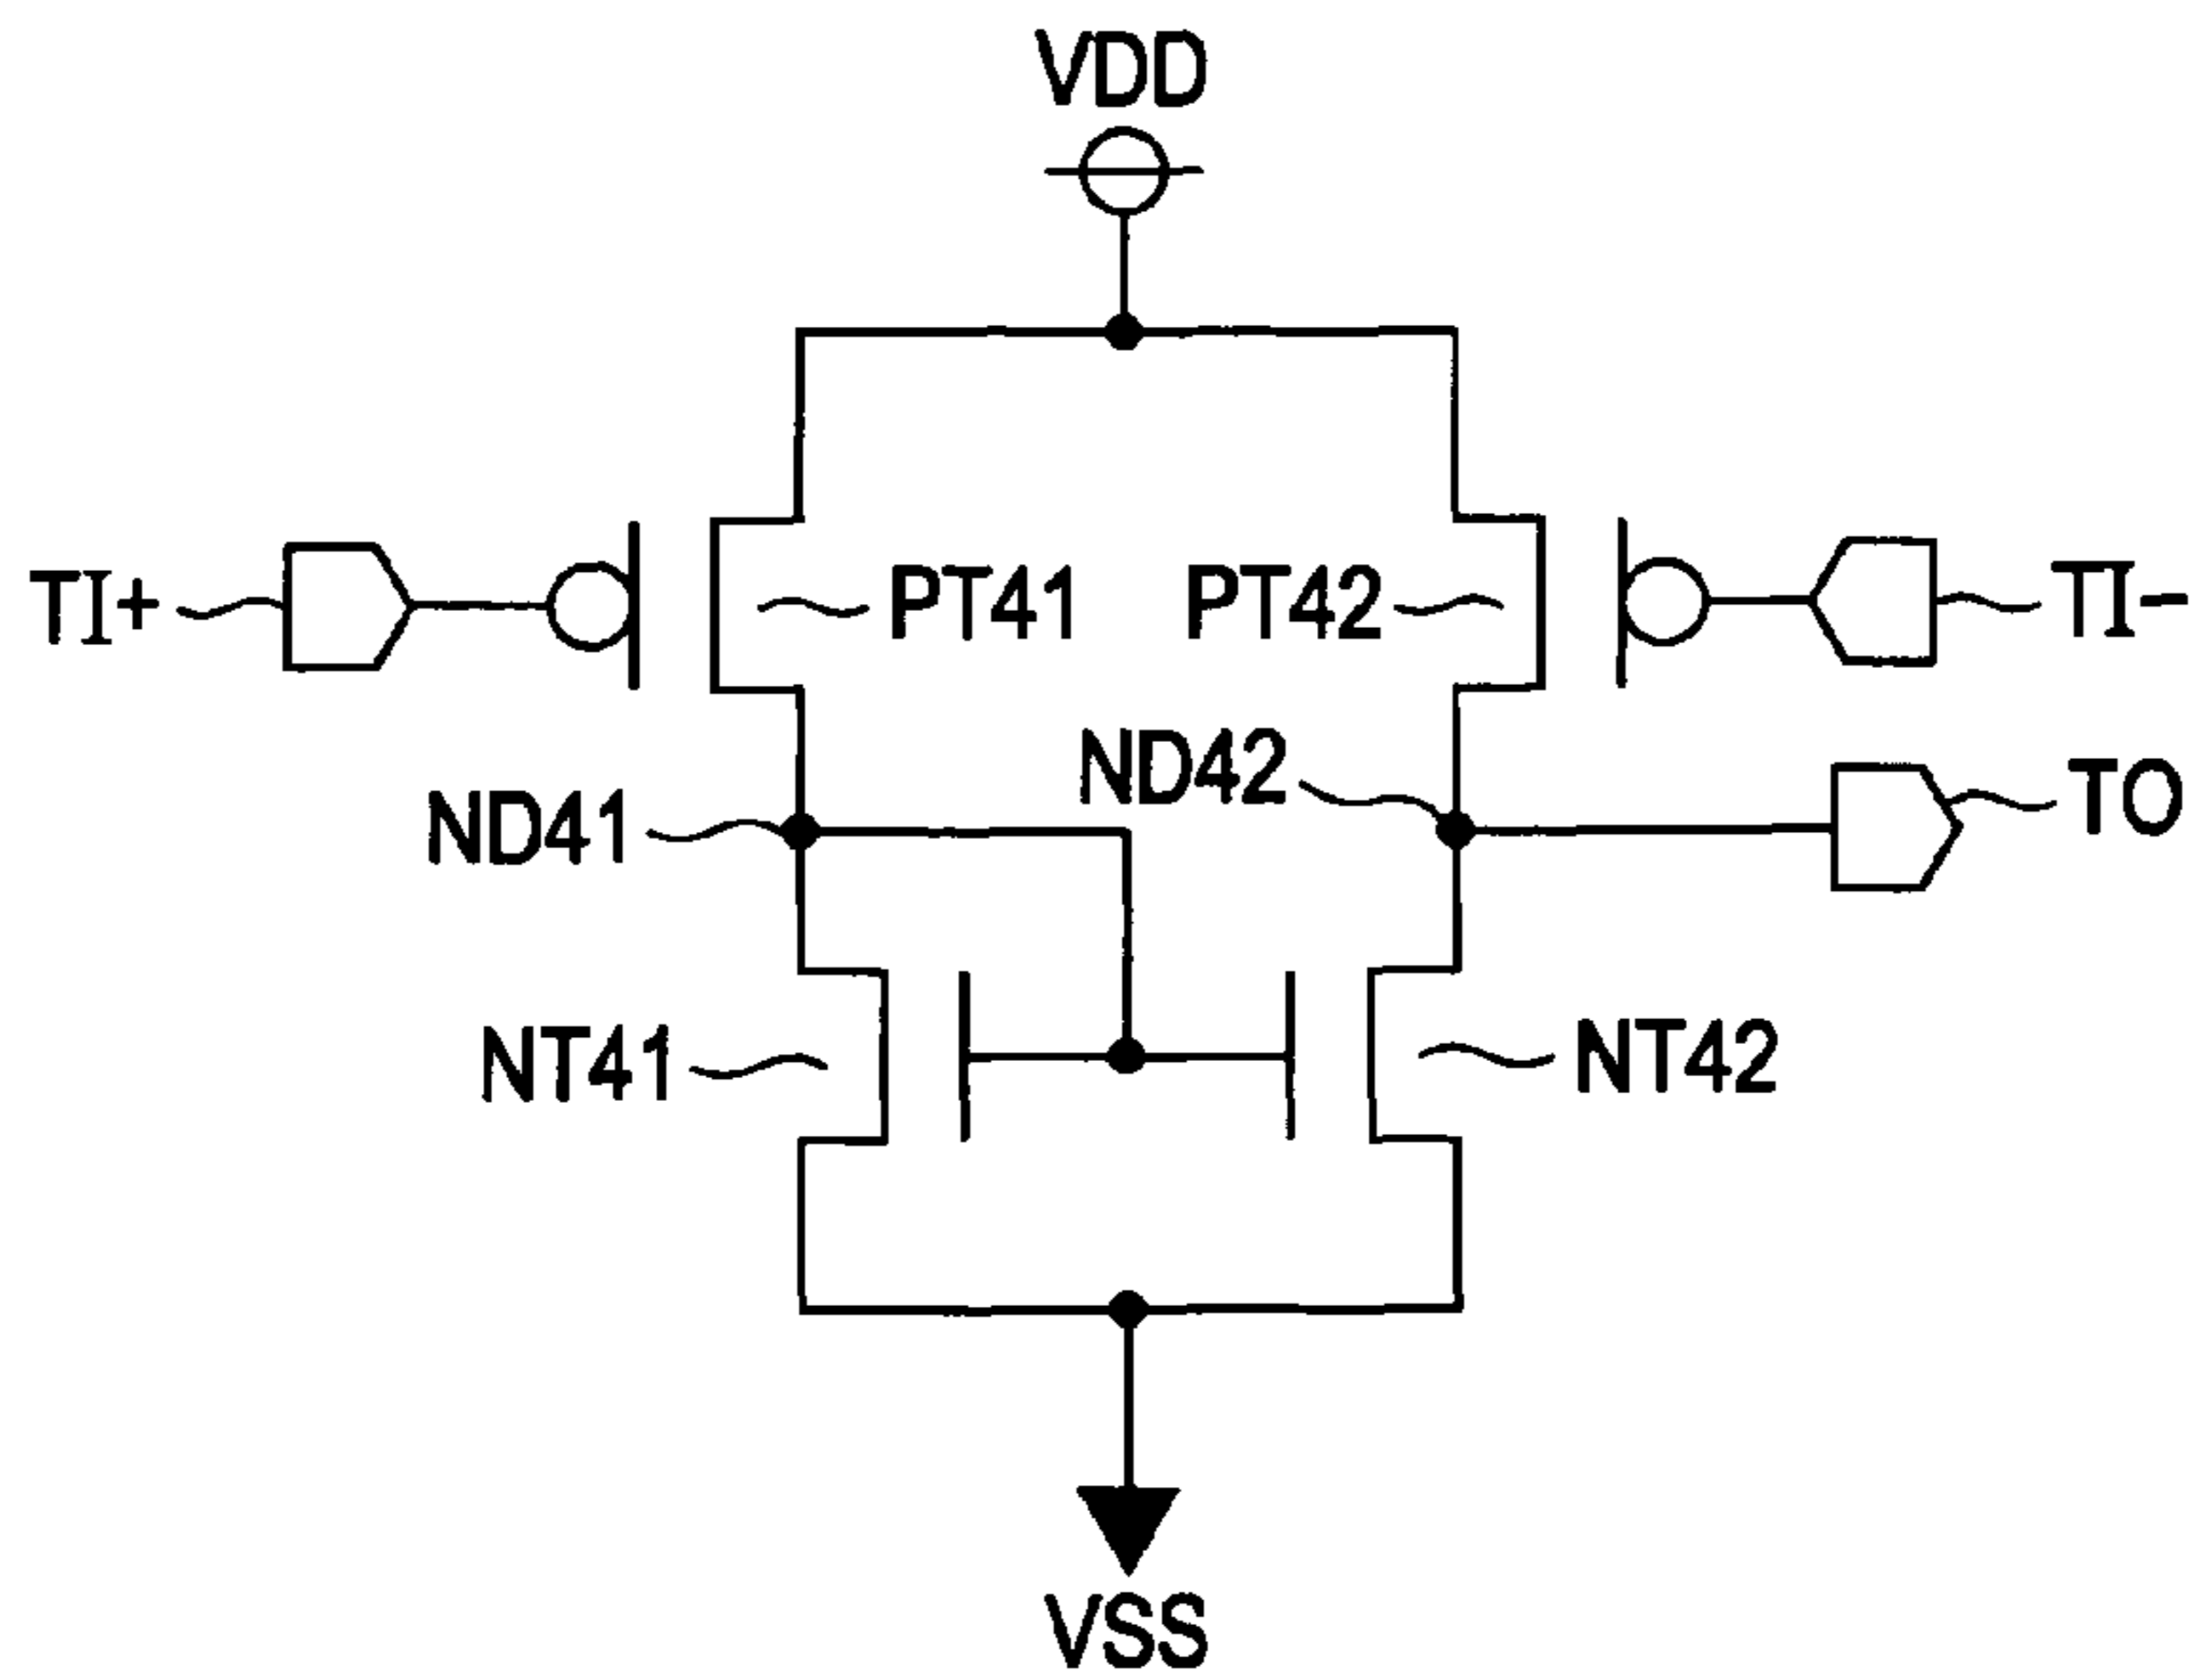 VDD
TI+
PT41
PT42
TI-
ND42
TO
ND41
NT41
NT42
VSS